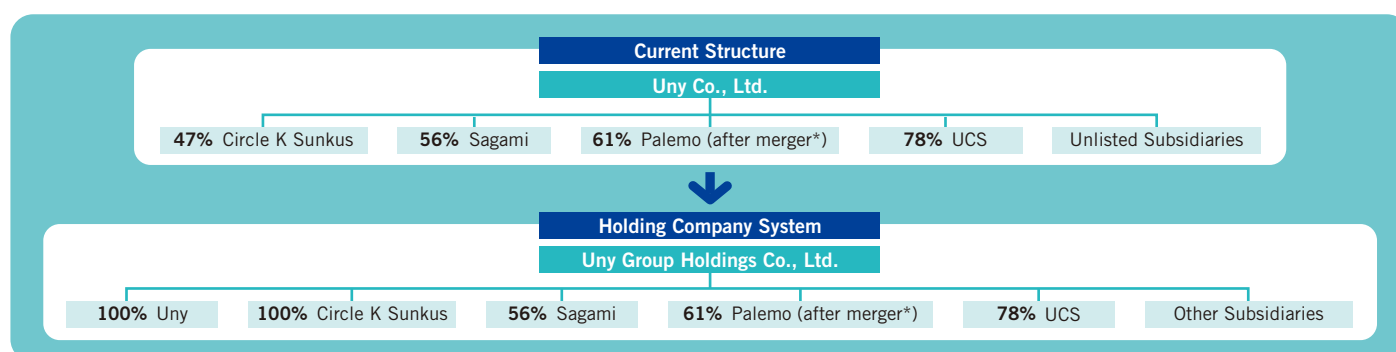 Current Structure
Uny Co., Ltd.
47% Circle K Sunkus 56% Sagami 61% Palemo (after merger*) 78% UCS Unlisted Subsidiaries
Holding Company System
Uny Group Holdings Co., Ltd.
100% Uny 100% Circle K Sunkus 56% Sagami 61% Palemo (after merger*) 78% UCS Other Subsidiaries